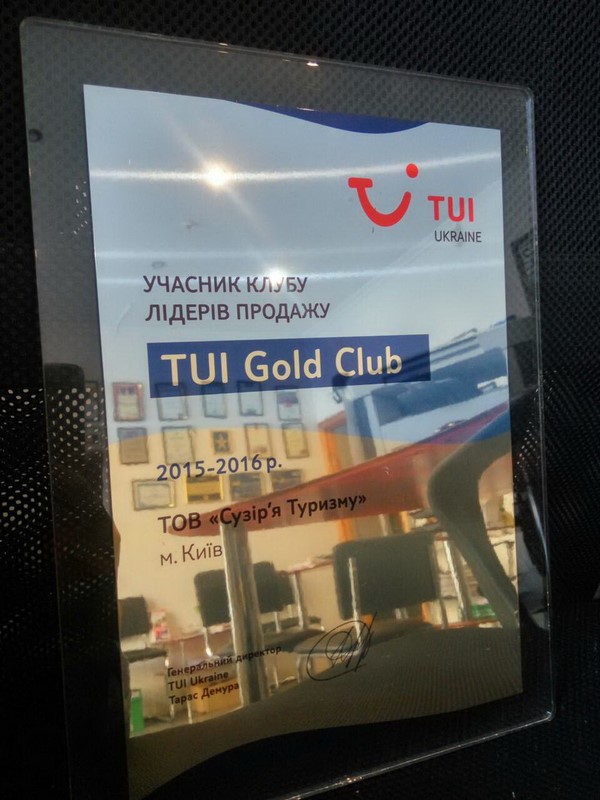 TUI
UKRAINE
УЧАСНИК КЛУБУ
ЛІДЕРІВ ПРОДАЖУ
TUI Gold Club
2015-2016 р.
ТОВ «Сузір'я Туризму»
м. Київ
Генеральний директор
TUI Ukraine
Тарас Демура